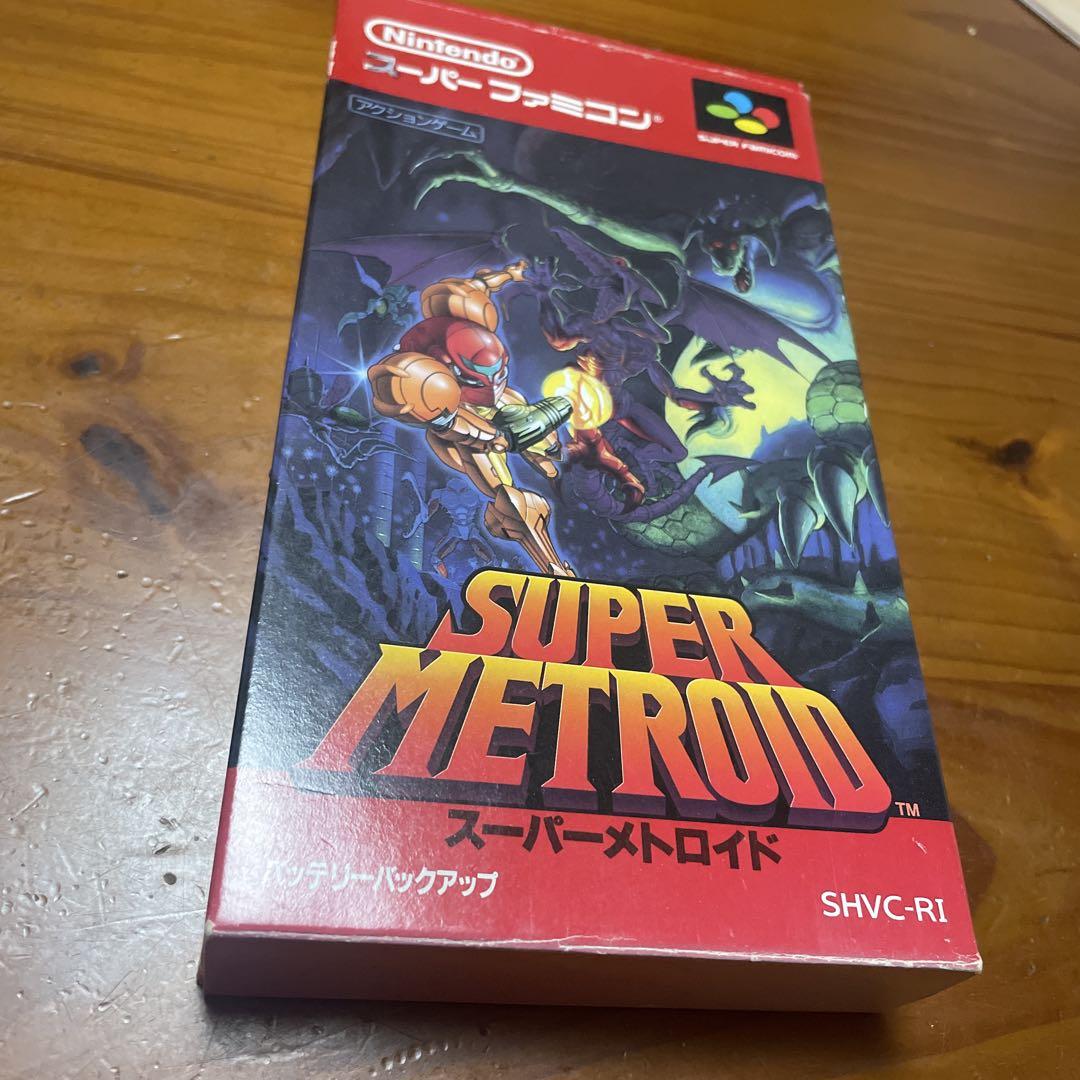 Nintendo
スーパーファミコン®
SUPER FAMICOM
アクションゲーム
SUPER
METROID™
スーパーメトロイド
バッテリーバックアップ
SHVC-RI